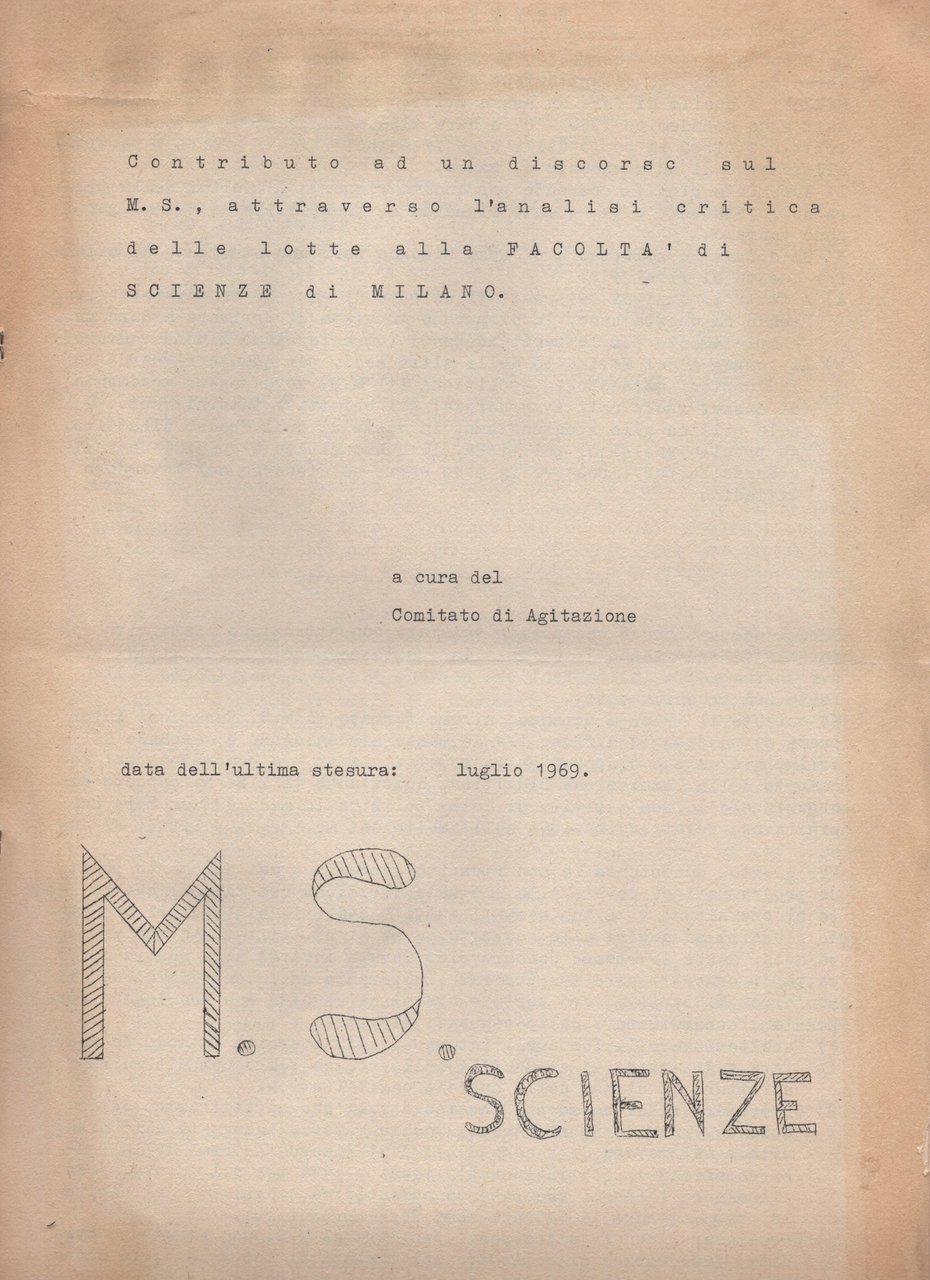 Contributo ad un discorso sul
M.S., attraverso l'analisi critica
delle lotte alla FACOLTA' di
SCIENZE di MILANO.
a cura del
Comitato di Agitazione
data dell'ultima stesura: luglio 1969.
M.S.
SCIENZE